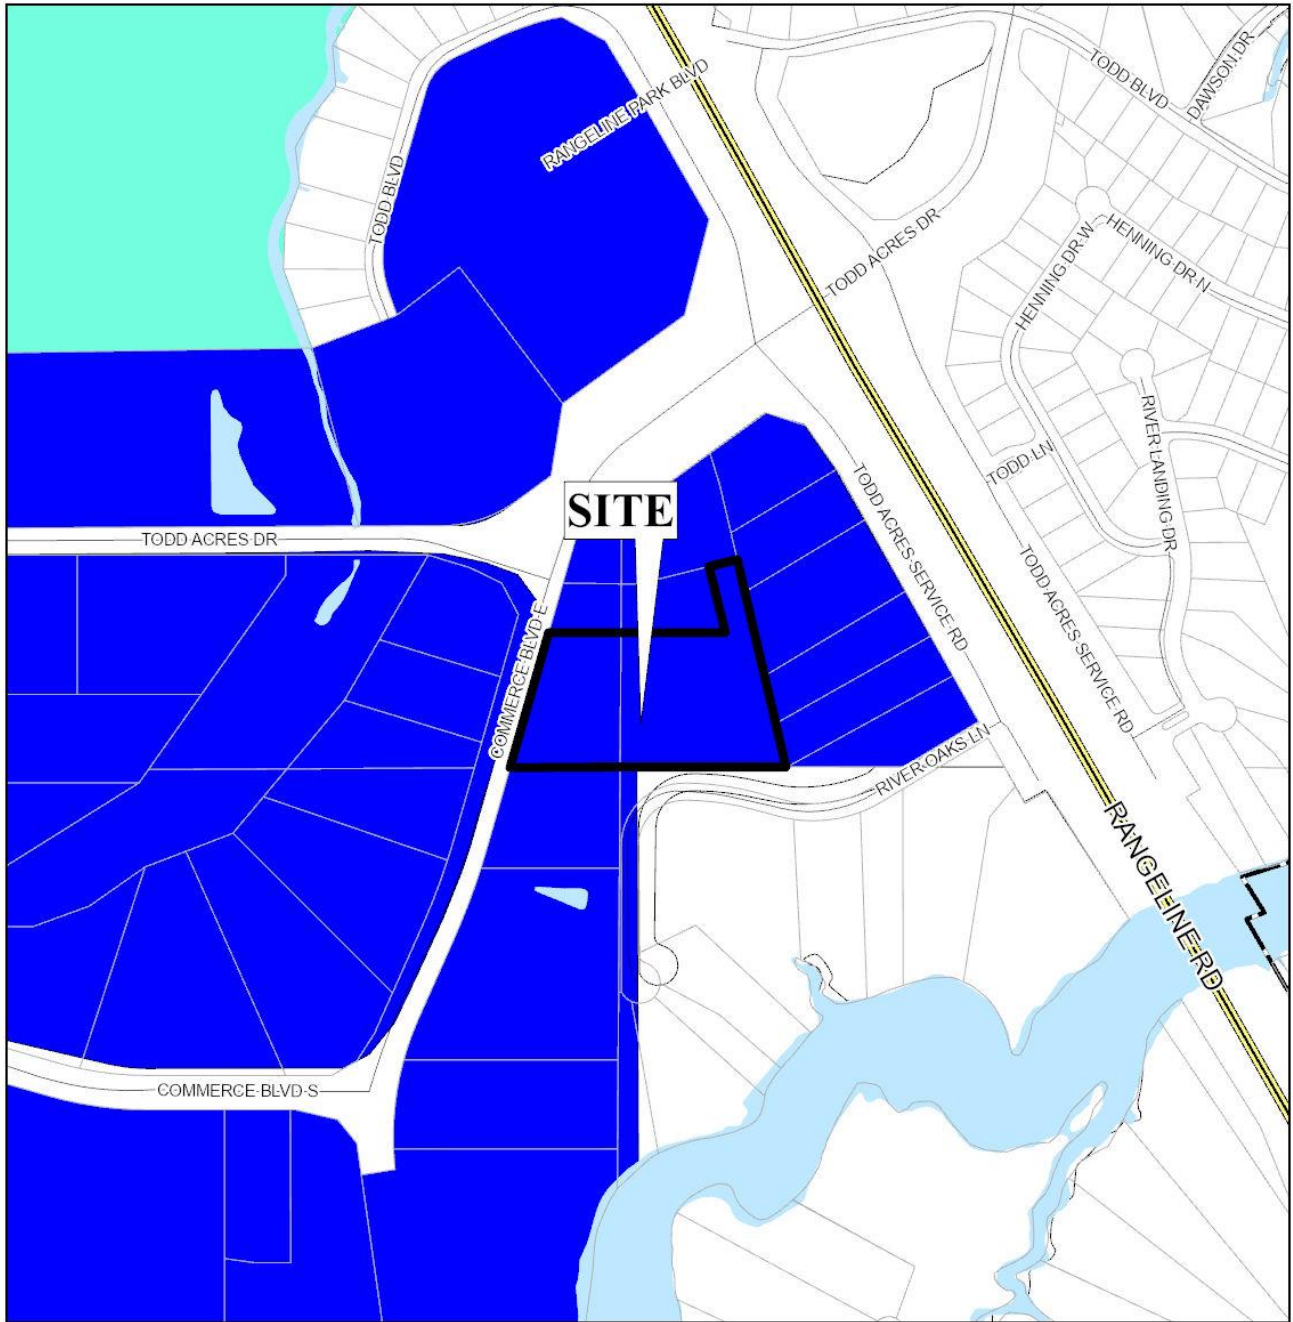 TODD BLVD
DAWSON DR
RANGELINE PARK BLVD
TODD BLVD
TODD ACRES DR
HENNING DR W
HENNING DR N
RIVER LANDING DR
TODD LN
SITE
TODD ACRES DR
TODD ACRES SERVICE RD
TODD ACRES SERVICE RD
COMMERCE BLVD E
RIVER OAKS LN
RANGELINE RD
COMMERCE BLVD S